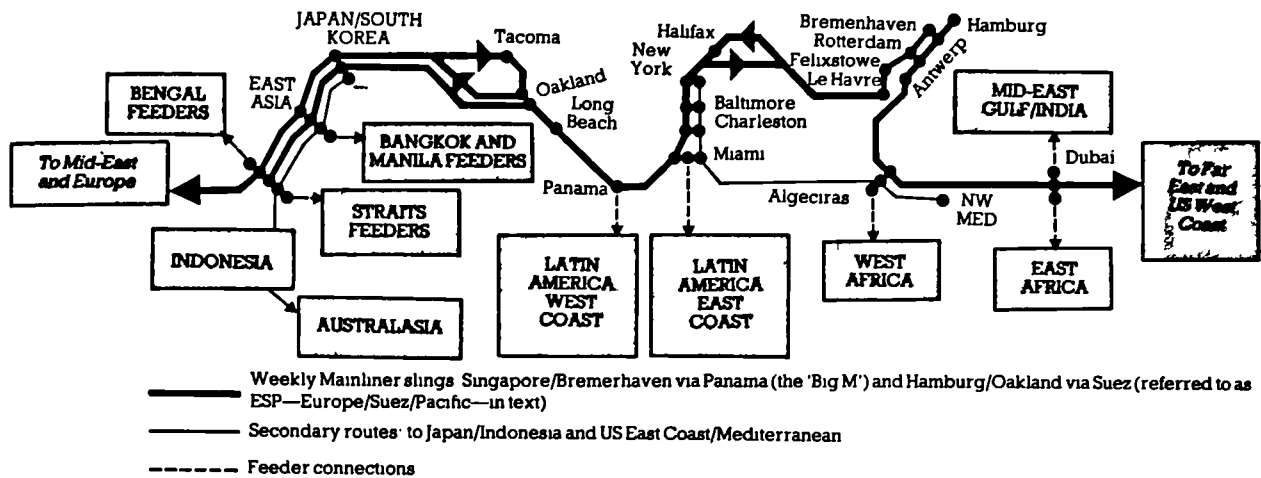 JAPAN/SOUTH
KOREA
Tacoma
Halifax
New
York
Bremenhaven
Rotterdam
Felixstowe
Le Havre
Hamburg
Antwerp
EAST
ASIA
Oakland
Long
Beach
Baltimore
Charleston
Miami
BENGAL
FEEDERS
BANGKOK AND
MANILA FEEDERS
MID-EAST
GULF/INDIA
To Mid-East
and Europe
Panama
Algeciras
NW
MED
Dubai
To Far
East and
US West
Coast
STRAITS
FEEDERS
INDONESIA
AUSTRALASIA
LATIN
AMERICA
WEST
COAST
LATIN
AMERICA
EAST
COAST
WEST
AFRICA
EAST
AFRICA
Weekly Mainliner slings Singapore/Bremerhaven via Panama (the 'Big M') and Hamburg/Oakland via Suez (referred to as
ESP—Europe/Suez/Pacific—in text)
Secondary routes to Japan/Indonesia and US East Coast/Mediterranean
Feeder connections